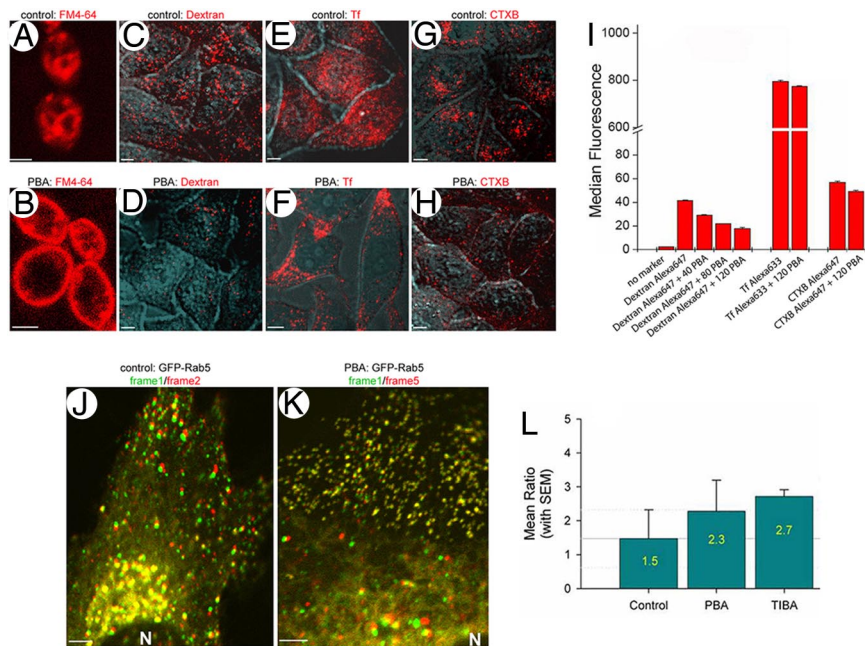 control: FM4-64
control: Dextran
control: Tf
control: CTXB
A
C
E
G
PBA: FM4-64
PBA: Dextran
PBA: Tf
PBA: CTXB
B
D
F
H
I
Median Fluorescence
1000
800
600
80
60
40
20
0
no marker
Dextran Alexa647
Dextran Alexa647 + 40 PBA
Dextran Alexa647 + 80 PBA
Dextran Alexa647 + 120 PBA
Tf Alexa633
Tf Alexa633 + 120 PBA
CTXB Alexa647
CTXB Alexa647 + 120 PBA
control: GFP-Rab5
frame1/frame2
J
N
PBA: GFP-Rab5
frame1/frame5
K
N
L
Mean Ratio
(with SEM)
5
4
3
2
1
0
1.5
2.3
2.7
Control
PBA
TIBA